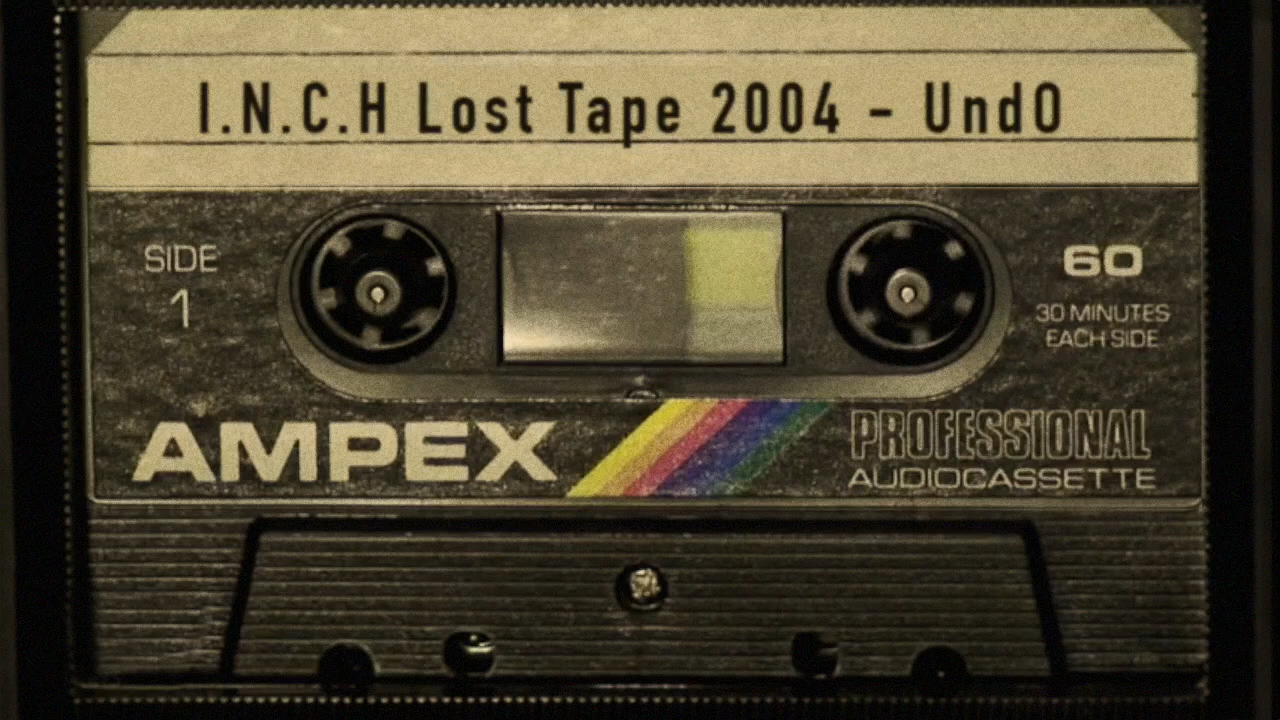 I.N.C.H Lost Tape 2004 - UndO
SIDE
1
60
30 MINUTES
EACH SIDE
AMPEX
PROFESSIONAL
AUDIOCASSETTE